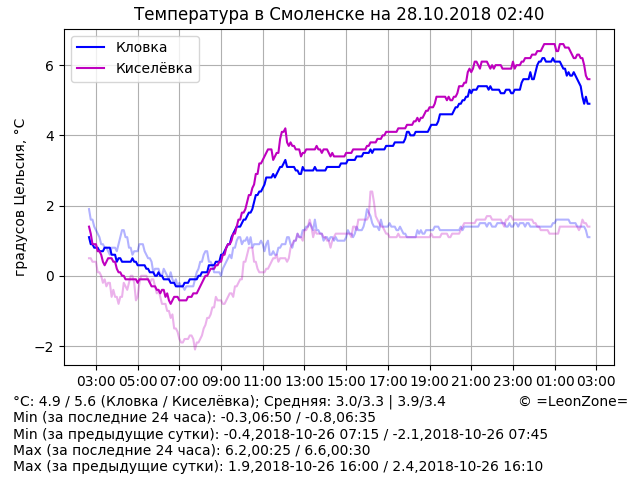 Температура в Смоленске на 28.10.2018 02:40
градусов Цельсия, °C
6
4
2
0
−2
Кловка
Киселёвка
03:00 05:00 07:00 09:00 11:00 13:00 15:00 17:00 19:00 21:00 23:00 01:00 03:00
°C: 4.9 / 5.6 (Кловка / Киселёвка); Средняя: 3.0/3.3 | 3.9/3.4 © =LeonZone=
Min (за последние 24 часа): -0.3,06:50 / -0.8,06:35
Min (за предыдущие сутки): -0.4,2018-10-26 07:15 / -2.1,2018-10-26 07:45
Max (за последние 24 часа): 6.2,00:25 / 6.6,00:30
Max (за предыдущие сутки): 1.9,2018-10-26 16:00 / 2.4,2018-10-26 16:10